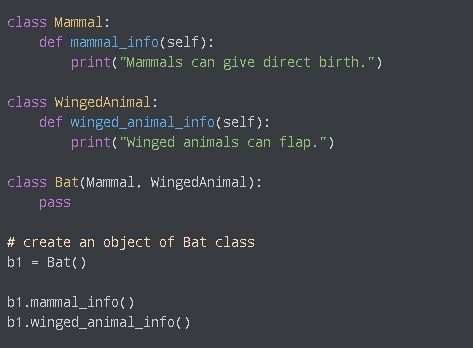 class Mammal:
    def mammal_info(self):
        print("Mammals can give direct birth.")

class WingedAnimal:
    def winged_animal_info(self):
        print("Winged animals can flap.")

class Bat(Mammal, WingedAnimal):
    pass

# create an object of Bat class
b1 = Bat()

b1.mammal_info()
b1.winged_animal_info()